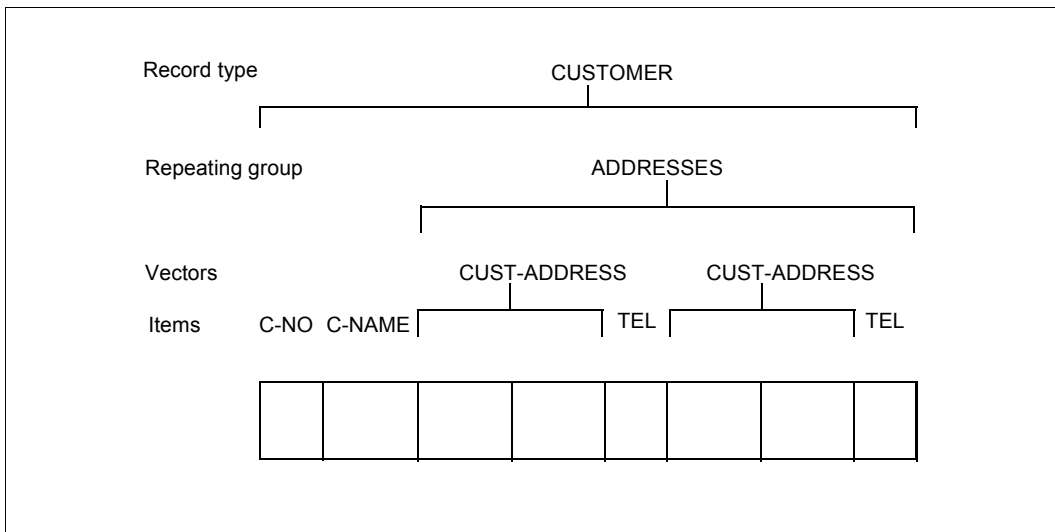 Record type CUSTOMER
Repeating group ADDRESSES
Vectors CUST-ADDRESS CUST-ADDRESS
Items C-NO C-NAME TEL TEL